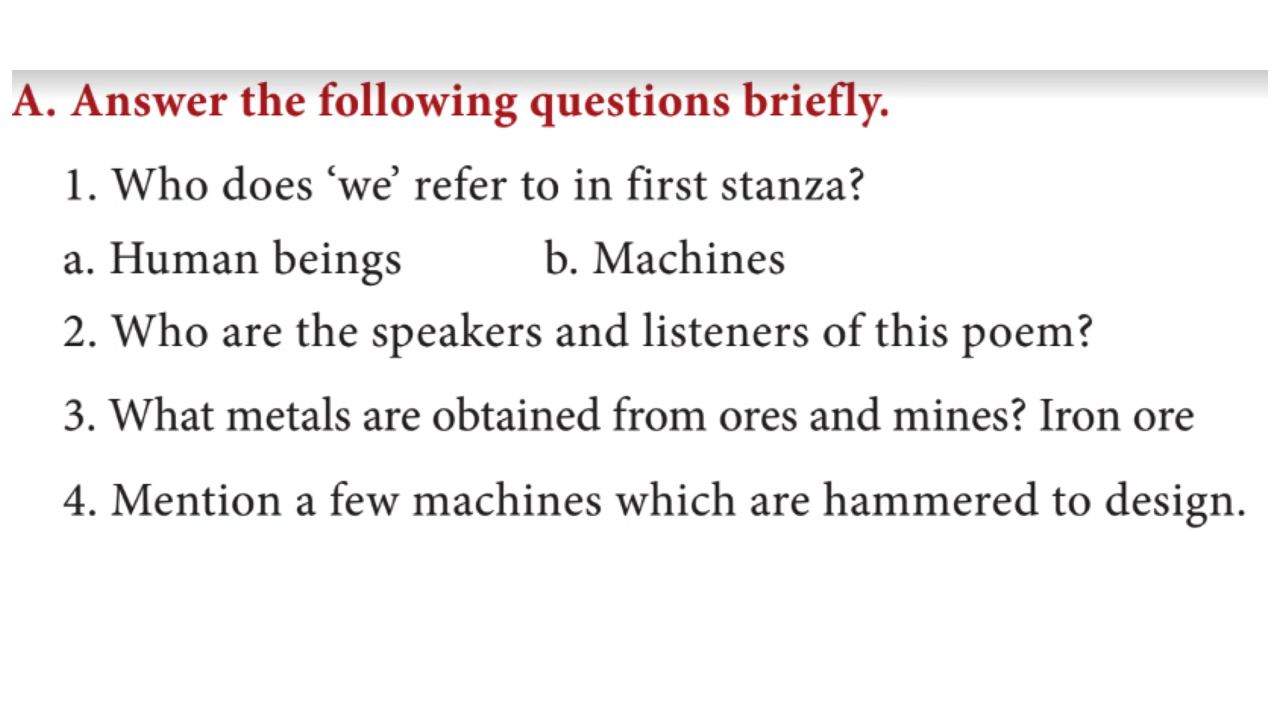 A. Answer the following questions briefly.
1. Who does ‘we’ refer to in first stanza?
a. Human beings b. Machines
2. Who are the speakers and listeners of this poem?
3. What metals are obtained from ores and mines? Iron ore
4. Mention a few machines which are hammered to design.